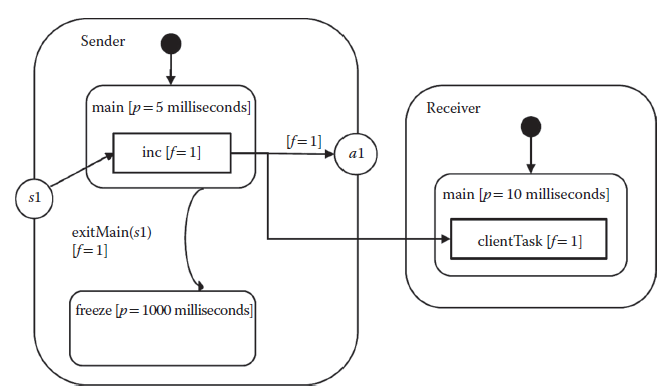 Sender
main [p=5 milliseconds]
inc [f=1]
[f=1]
a1
s1
exitMain(s1)
[f=1]
freeze [p=1000 milliseconds]
Receiver
main [p=10 milliseconds]
clientTask [f=1]